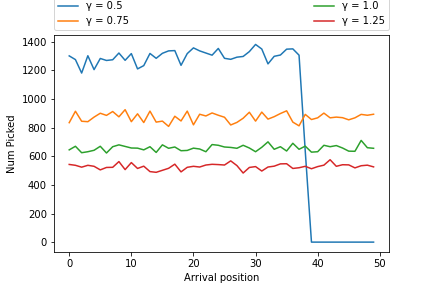 γ = 0.5 γ = 1.0
γ = 0.75 γ = 1.25
1400
1200
1000
800
600
400
200
0
Num Picked
0 10 20 30 40 50
Arrival position